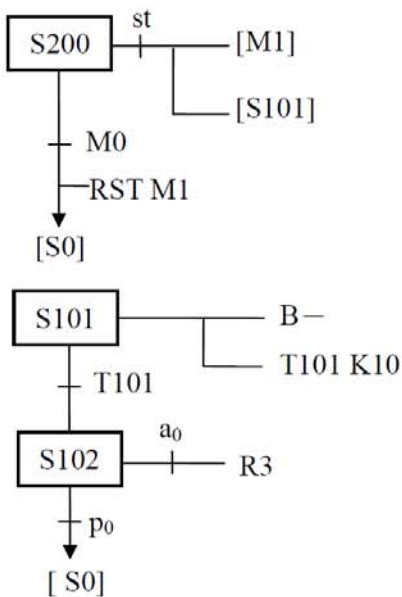 st
S200 [M1]
[S101]
M0
RST M1
[S0]
S101 B—
T101 K10
T101
a₀
S102 R3
p₀
[ S0]